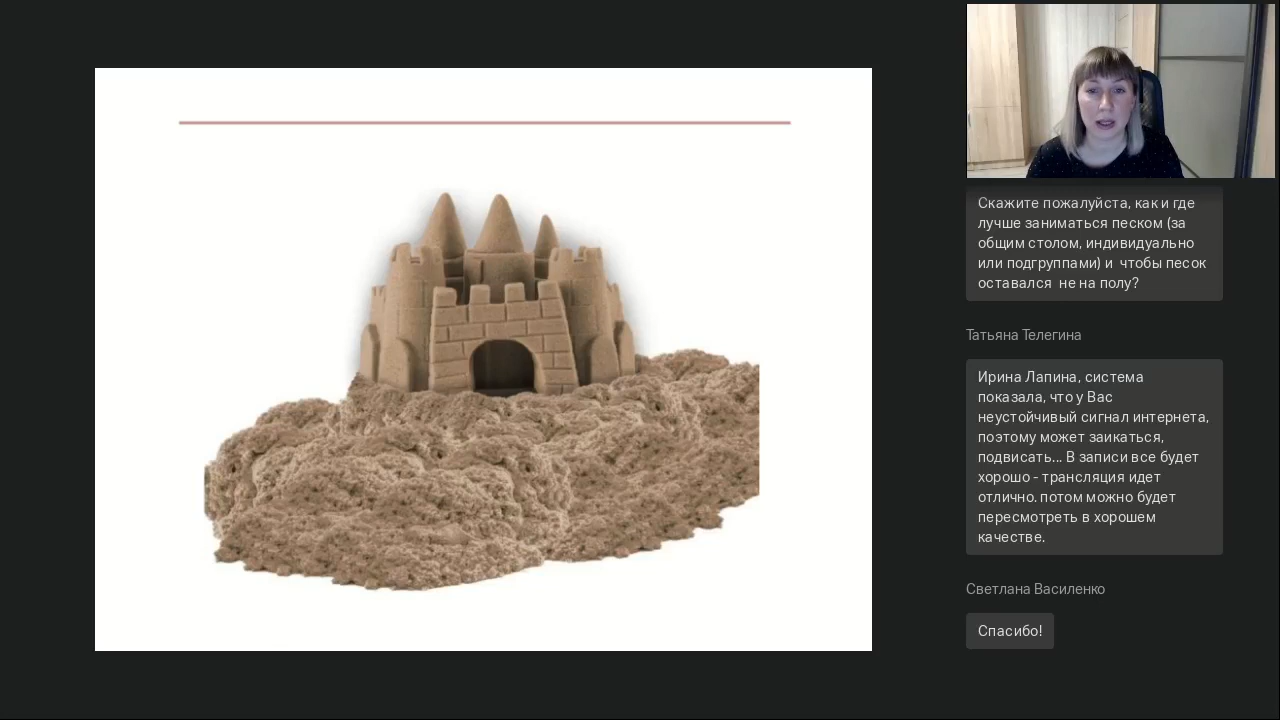 Скажите пожалуйста, как и где
лучше заниматься песком (за
общим столом, индивидуально
или подгруппами) и  чтобы песок
оставался  не на полу?
Татьяна Телегина
Ирина Лапина, система
показала, что у Вас
неустойчивый сигнал интернета,
поэтому может заикаться,
подвисать... В записи все будет
хорошо - трансляция идет
отлично. потом можно будет
пересмотреть в хорошем
качестве.
Светлана Василенко
Спасибо!